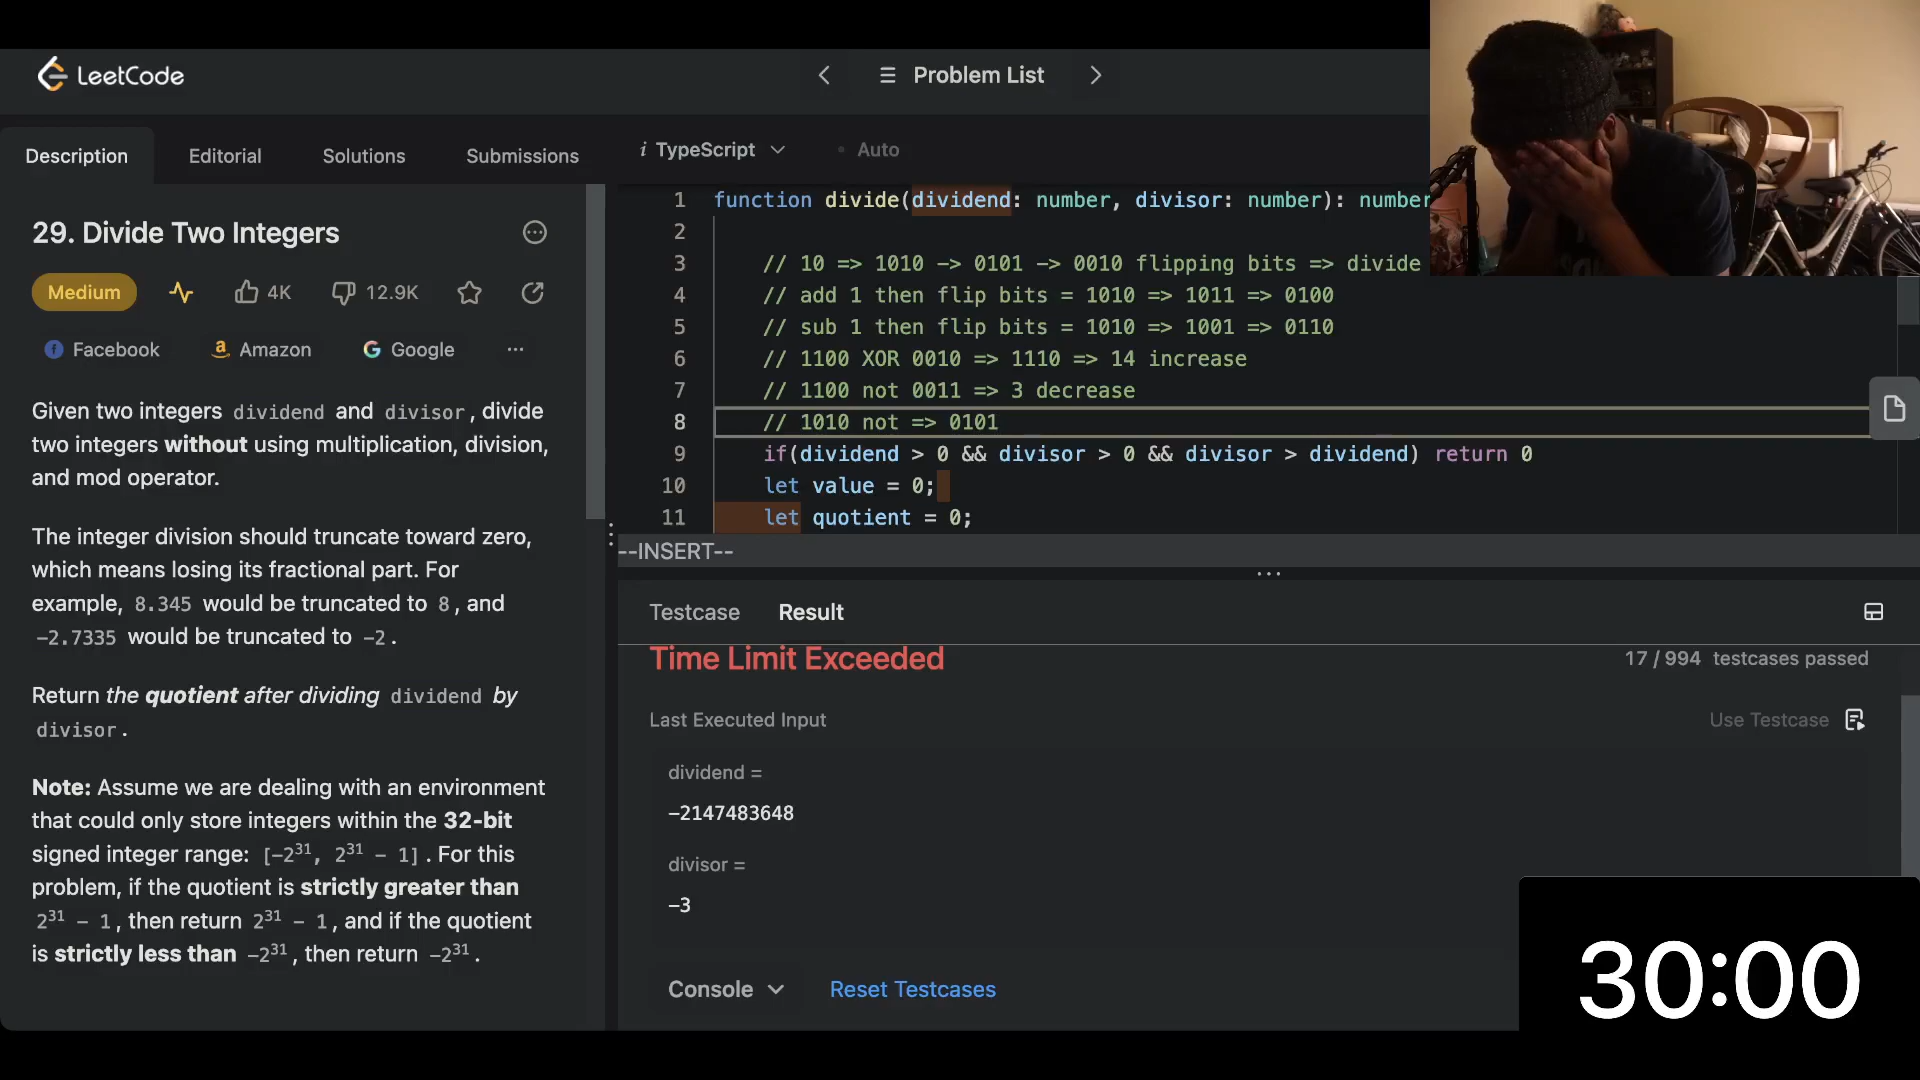 LeetCode
Problem List
Description Editorial Solutions Submissions
i TypeScript Auto
29. Divide Two Integers
Medium 4K 12.9K
Facebook Amazon Google ...
Given two integers dividend and divisor, divide
two integers without using multiplication, division,
and mod operator.
The integer division should truncate toward zero,
which means losing its fractional part. For
example, 8.345 would be truncated to 8, and
-2.7335 would be truncated to -2.
Return the quotient after dividing dividend by
divisor.
Note: Assume we are dealing with an environment
that could only store integers within the 32-bit
signed integer range: [-2³¹, 2³¹ - 1]. For this
problem, if the quotient is strictly greater than
2³¹ - 1, then return 2³¹ - 1, and if the quotient
is strictly less than -2³¹, then return -2³¹.
1 function divide(dividend: number, divisor: number): number
2
3 // 10 => 1010 -> 0101 -> 0010 flipping bits => divide
4 // add 1 then flip bits = 1010 => 1011 => 0100
5 // sub 1 then flip bits = 1010 => 1001 => 0110
6 // 1100 XOR 0010 => 1110 => 14 increase
7 // 1100 not 0011 => 3 decrease
8 // 1010 not => 0101
9 if(dividend > 0 && divisor > 0 && divisor > dividend) return 0
10 let value = 0;
11 let quotient = 0;
--INSERT--
Testcase Result
Time Limit Exceeded 17 / 994 testcases passed
Last Executed Input Use Testcase
dividend =
-2147483648
divisor =
-3
Console Reset Testcases
30:00